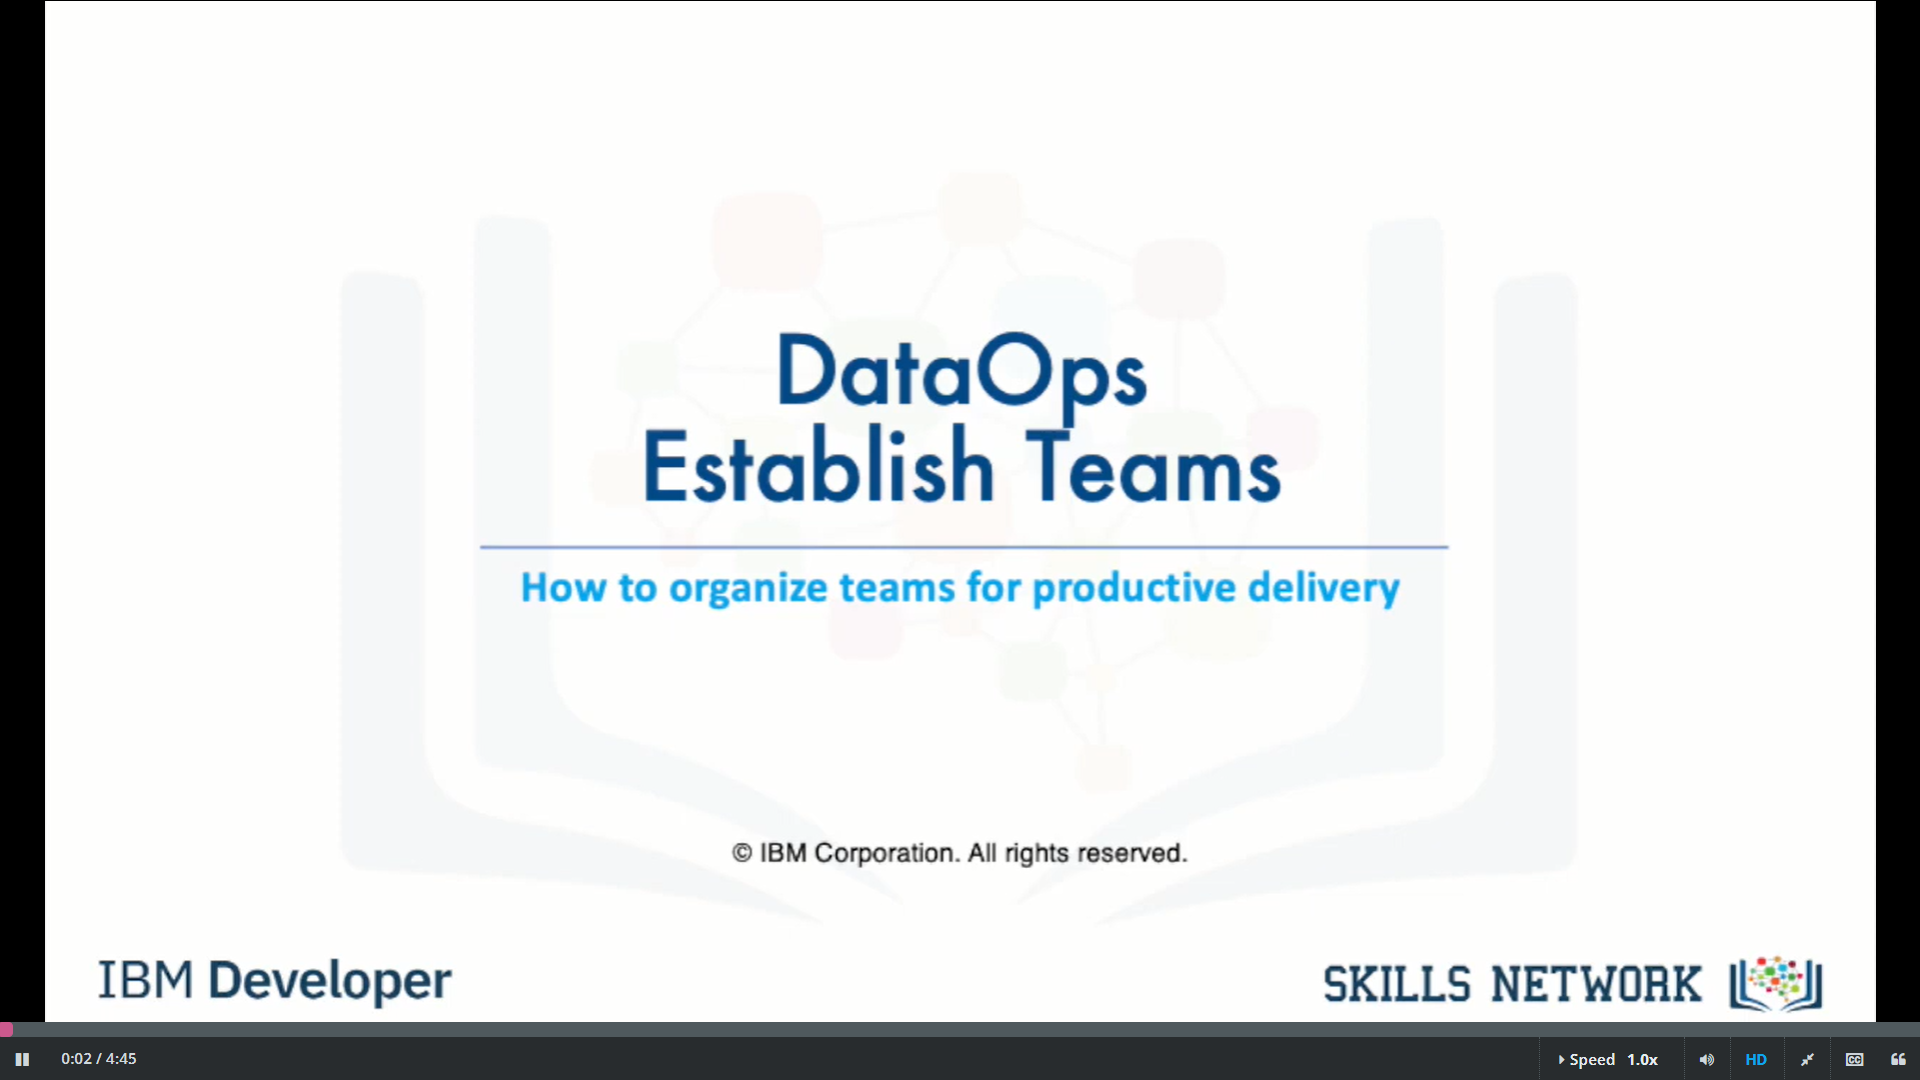 DataOps
Establish Teams
How to organize teams for productive delivery
© IBM Corporation. All rights reserved.
IBM Developer
SKILLS NETWORK
0:02 / 4:45
Speed 1.0x
HD
CC